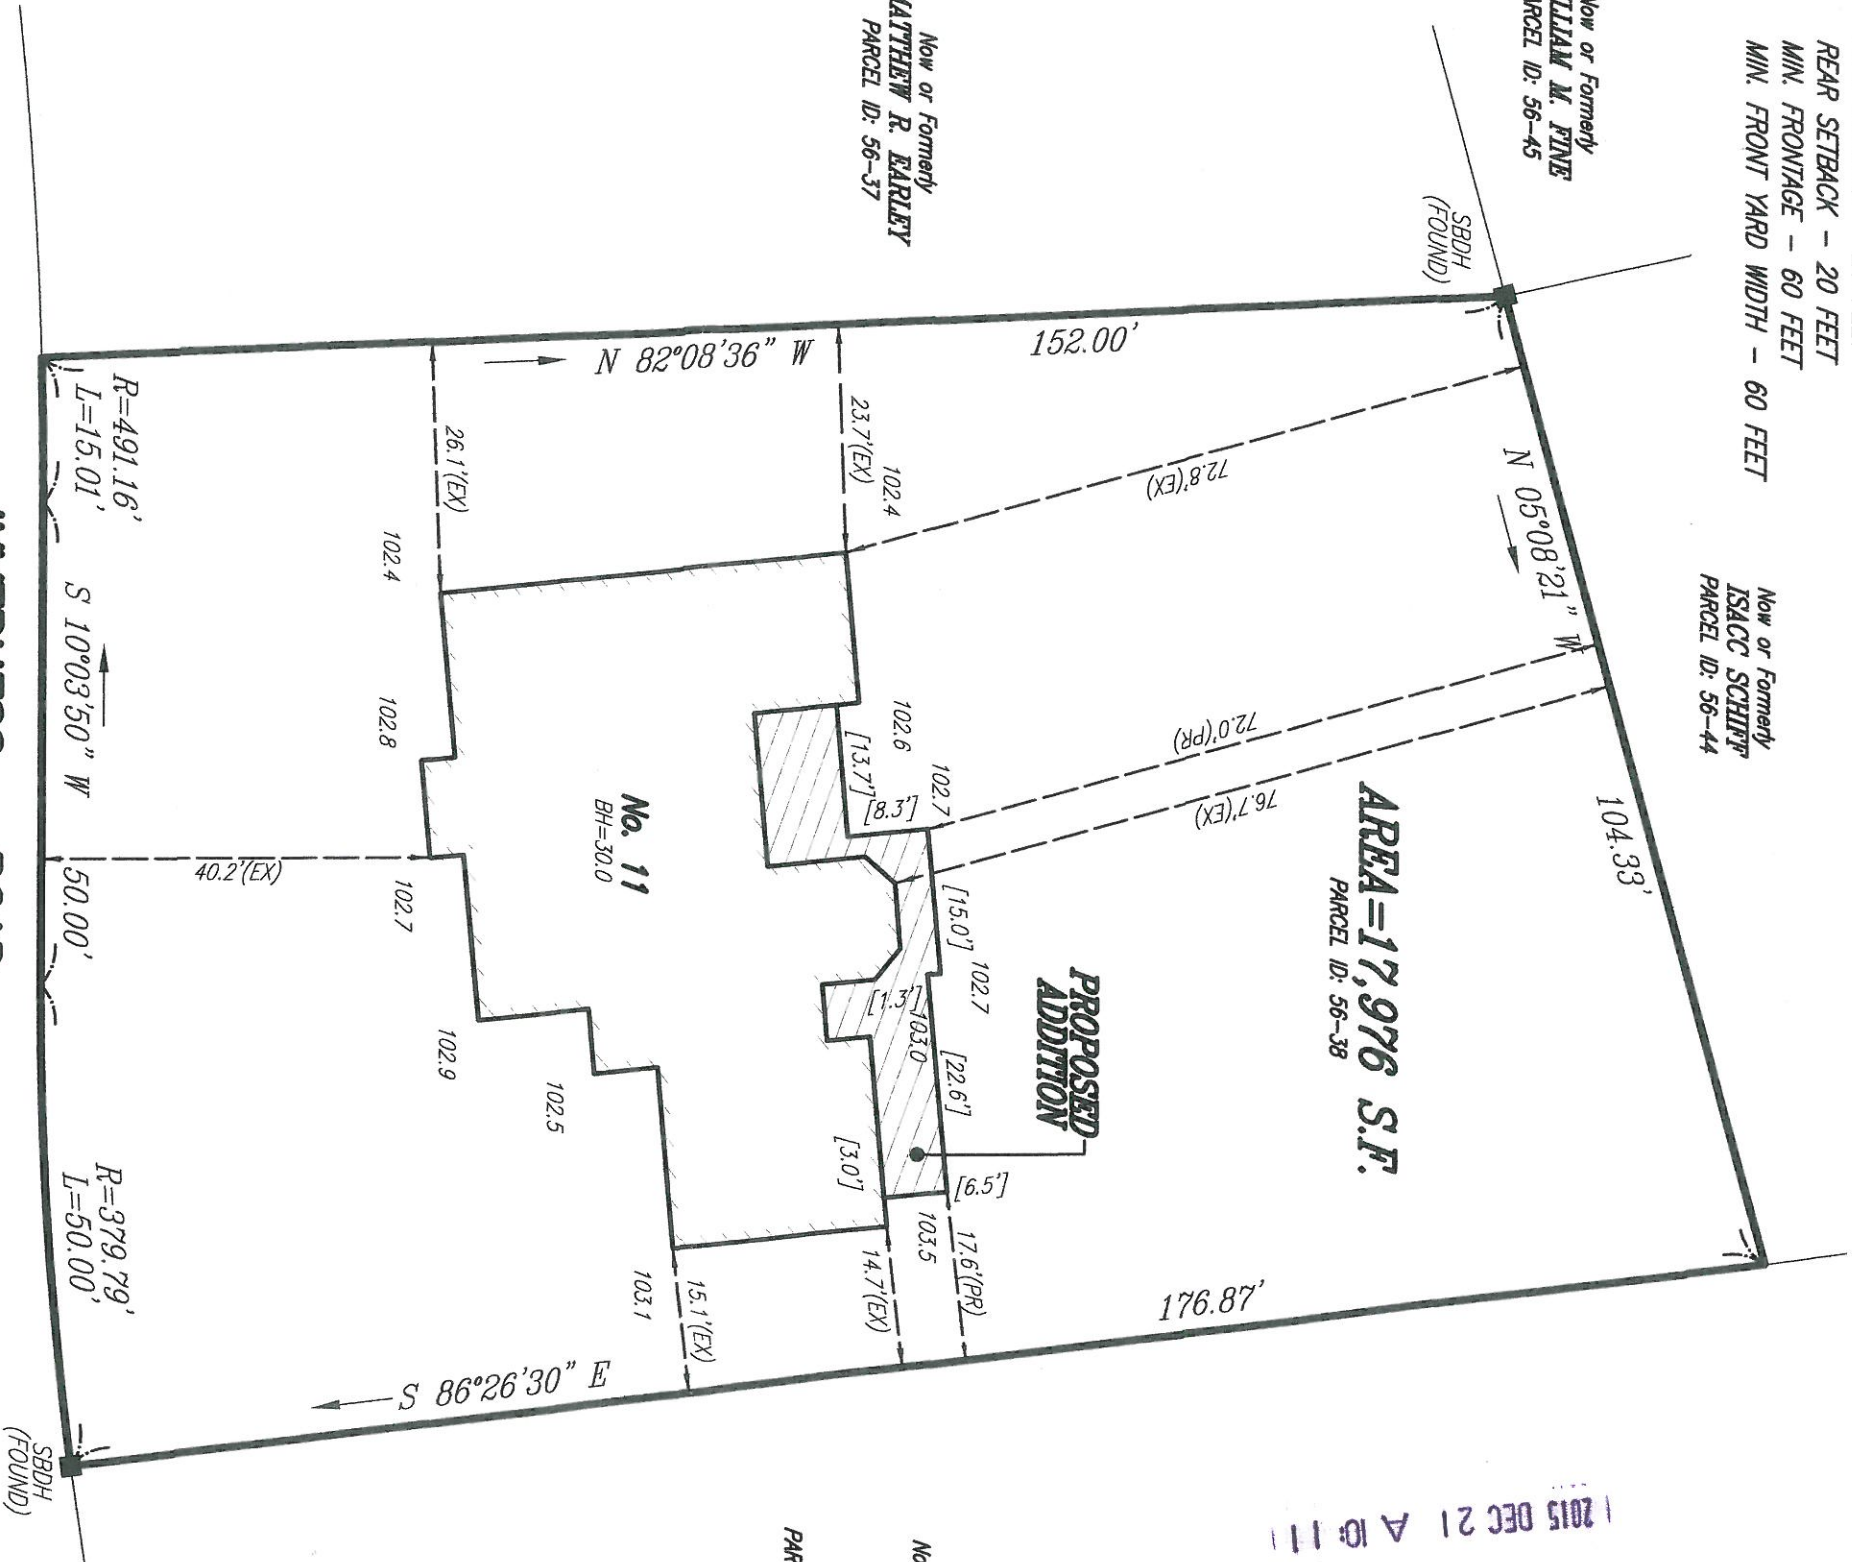 REAR SETBACK - 20 FEET
MIN. FRONTAGE - 60 FEET
MIN. FRONT YARD WIDTH - 60 FEET
Now or Formerly
LLIAM M. FINE
RCEL ID: 56-45
SBDH
(FOUND)
Now or Formerly
ISACC SCHIFF
PARCEL ID: 56-44
N 05°08'21" W
104.33'
Now or Formerly
MATTHEW R. EARLEY
PARCEL ID: 56-37
152.00'
N 82°08'36" W
72.8'(EX)
72.0'(PR)
76.7'(EX)
AREA=17,976 S.F.
PARCEL ID: 56-38
PROPOSED
ADDITION
23.7'(EX)
102.4
26.1'(EX)
102.4
102.6
102.7
[13.7']
[8.3']
[15.0']
102.7
[1.3']
103.0
[22.6']
[6.5']
[3.0']
103.5
17.6'(PR)
14.7'(EX)
15.1'(EX)
103.1
176.87'
S 86°26'30" E
No. 11
BH=30.0
102.8
102.7
102.9
102.5
40.2'(EX)
R=491.16'
L=15.01'
S 10°03'50" W
50.00'
R=379.79'
L=50.00'
SBDH
(FOUND)
No
PAR
2015 DEC 21 A 10: 11